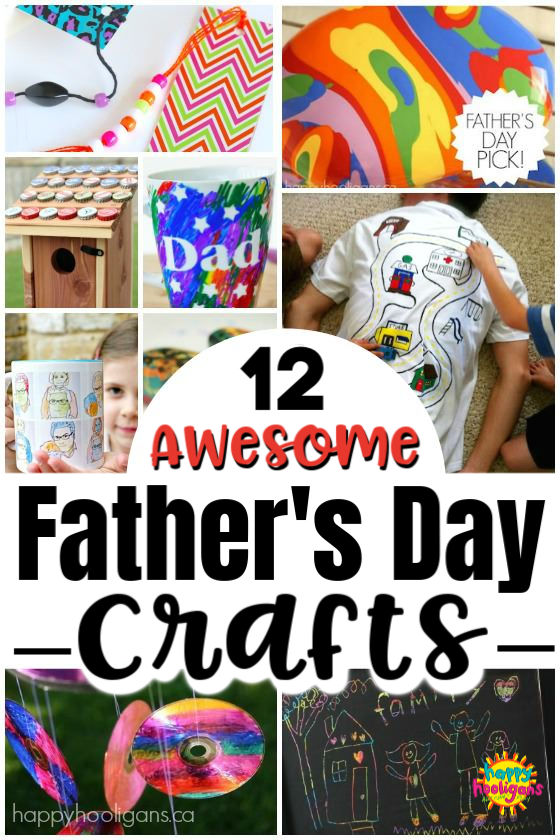 happyhooligans.ca
FATHER'S
DAY
PICK!
Dad
12
Awesome
Father's Day
Crafts
happyhooligans.ca
family
happy
hooligans